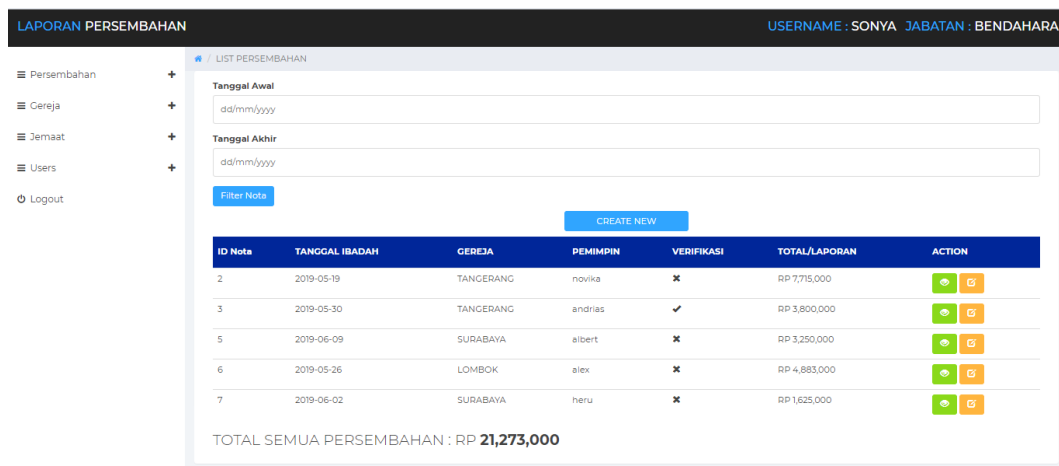 LAPORAN PERSEMBAHAN USERNAME : SONYA JABATAN : BENDAHARA
/ LIST PERSEMBAHAN
Persembahan
Gereja
Jemaat
Users
Logout
Tanggal Awal
dd/mm/yyyy
Tanggal Akhir
dd/mm/yyyy
Filter Nota
CREATE NEW
ID Nota TANGGAL IBADAH GEREJA PEMIMPIN VERIFIKASI TOTAL/LAPORAN ACTION
2 2019-05-19 TANGERANG novika ✖ RP 7,715,000
3 2019-05-30 TANGERANG andrias ✔ RP 3,800,000
5 2019-06-09 SURABAYA albert ✖ RP 3,250,000
6 2019-05-26 LOMBOK alex ✖ RP 4,883,000
7 2019-06-02 SURABAYA heru ✖ RP 1,625,000
TOTAL SEMUA PERSEMBAHAN : RP 21,273,000